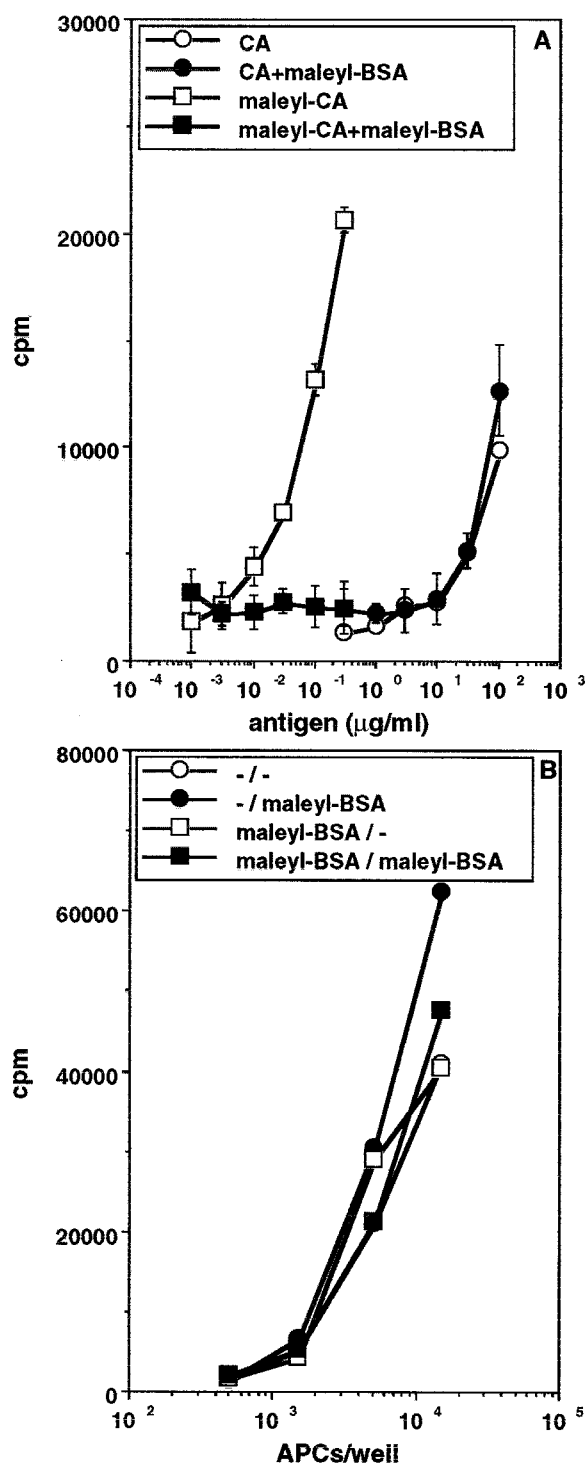 30000
A
CA
CA+maleyl-BSA
maleyl-CA
maleyl-CA+maleyl-BSA
20000
cpm
10000
0
10 -4 10 -3 10 -2 10 -1 10 0 10 1 10 2 10 3
antigen (µg/ml)
80000
B
- / -
- / maleyl-BSA
maleyl-BSA / -
maleyl-BSA / maleyl-BSA
60000
cpm
40000
20000
0
10 2 10 3 10 4 10 5
APCs/well